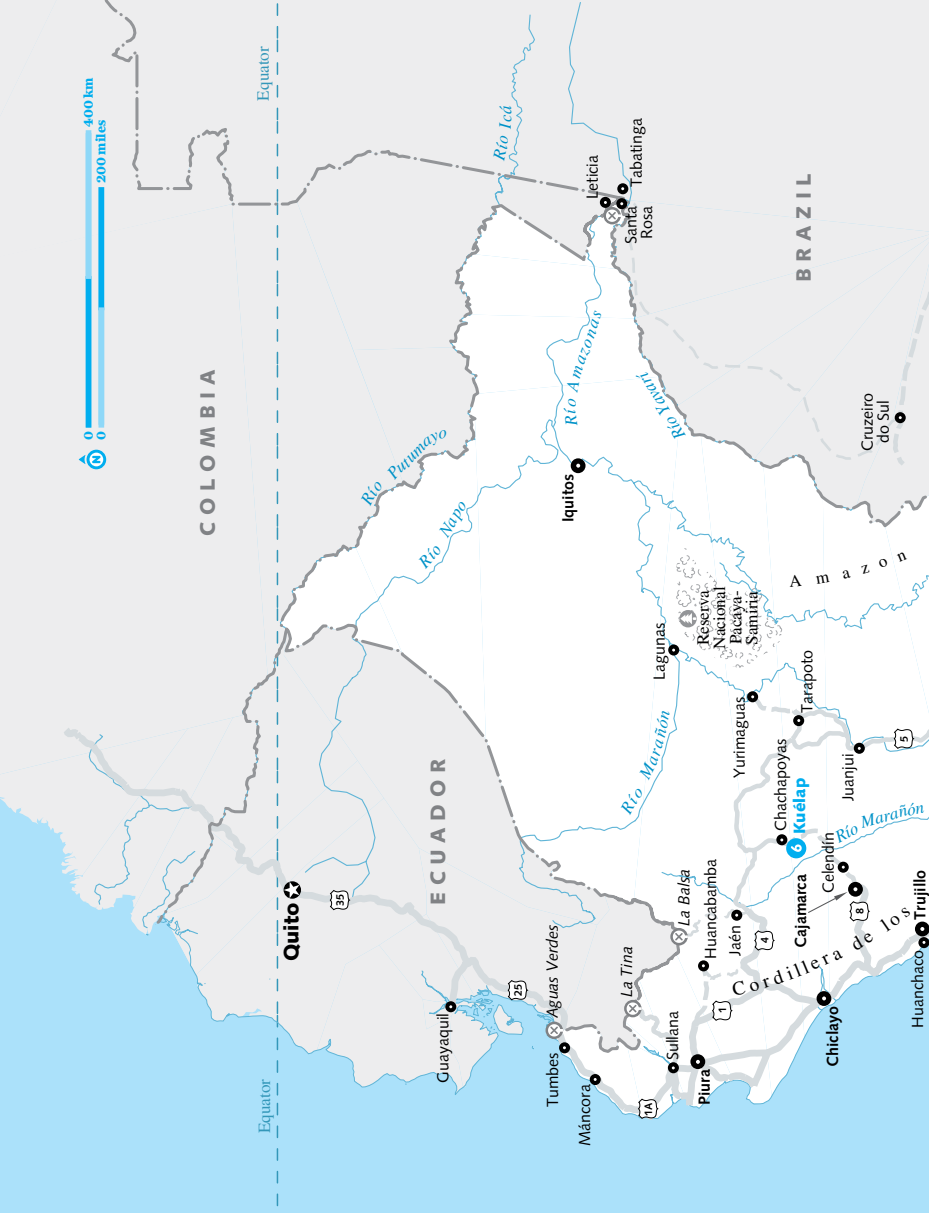 0
400 km
N
0
200 miles
Equator
Equator
COLOMBIA
ECUADOR
BRAZIL
Quito
35
Guayaquil
25
Aguas Verdes
Tumbes
Máncora
La Tina
La Balsa
Sullana
1A
Piura
1
Huancabamba
Jaén
4
Chachapoyas
6
Kuélap
Celendín
Cajamarca
8
Cordillera de los
Chiclayo
Huanchaco
Trujillo
Río Marañón
Río Marañón
Yurimaguas
Tarapoto
Juanjui
5
Lagunas
Reserva
Nacional
Pacaya-
Samiria
Amazon
Iquitos
Río Napo
Río Putumayo
Río Amazonas
Río Yavari
Río Icá
Leticia
Tabatinga
Santa
Rosa
Cruzeiro
do Sul